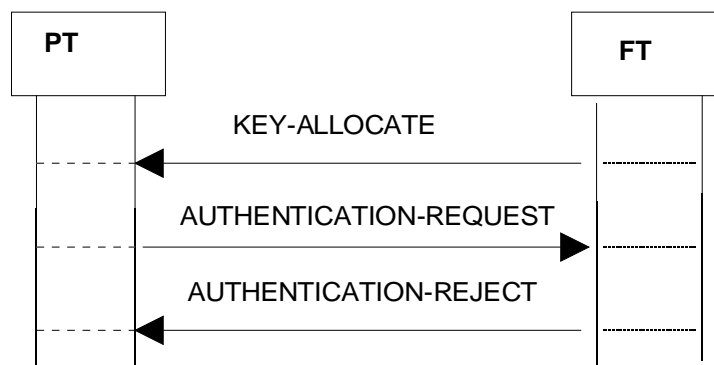 PT
FT
KEY-ALLOCATE
AUTHENTICATION-REQUEST
AUTHENTICATION-REJECT